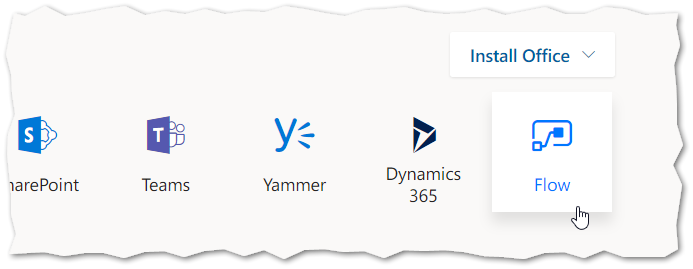 Install Office
harePoint
Teams
Yammer
Dynamics
365
Flow